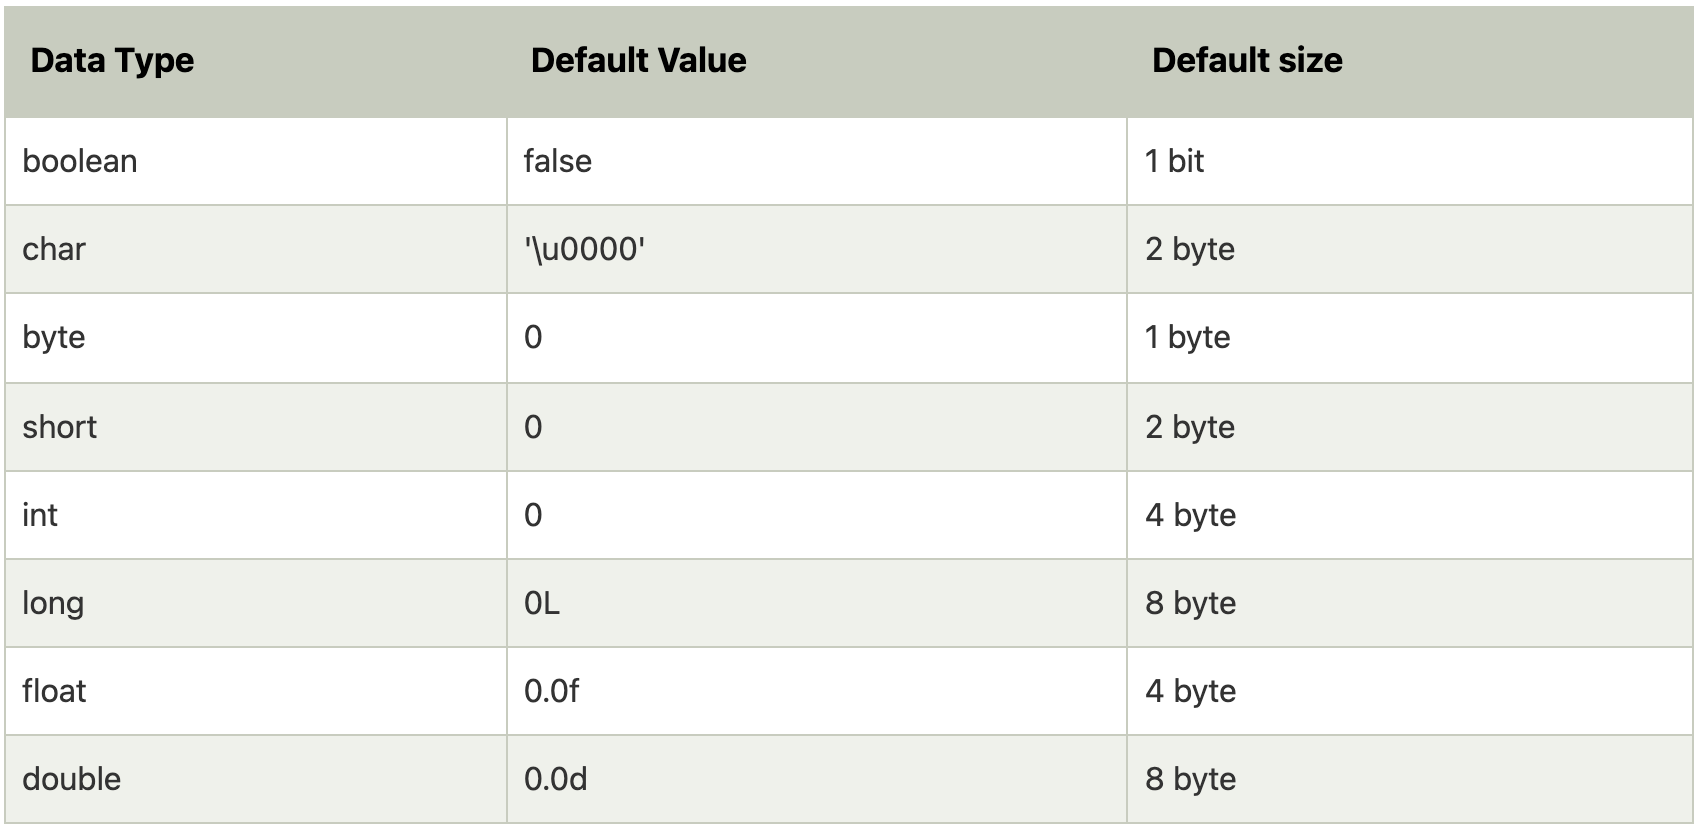 Data Type Default Value Default size
boolean false 1 bit
char '\u0000' 2 byte
byte 0 1 byte
short 0 2 byte
int 0 4 byte
long 0L 8 byte
float 0.0f 4 byte
double 0.0d 8 byte